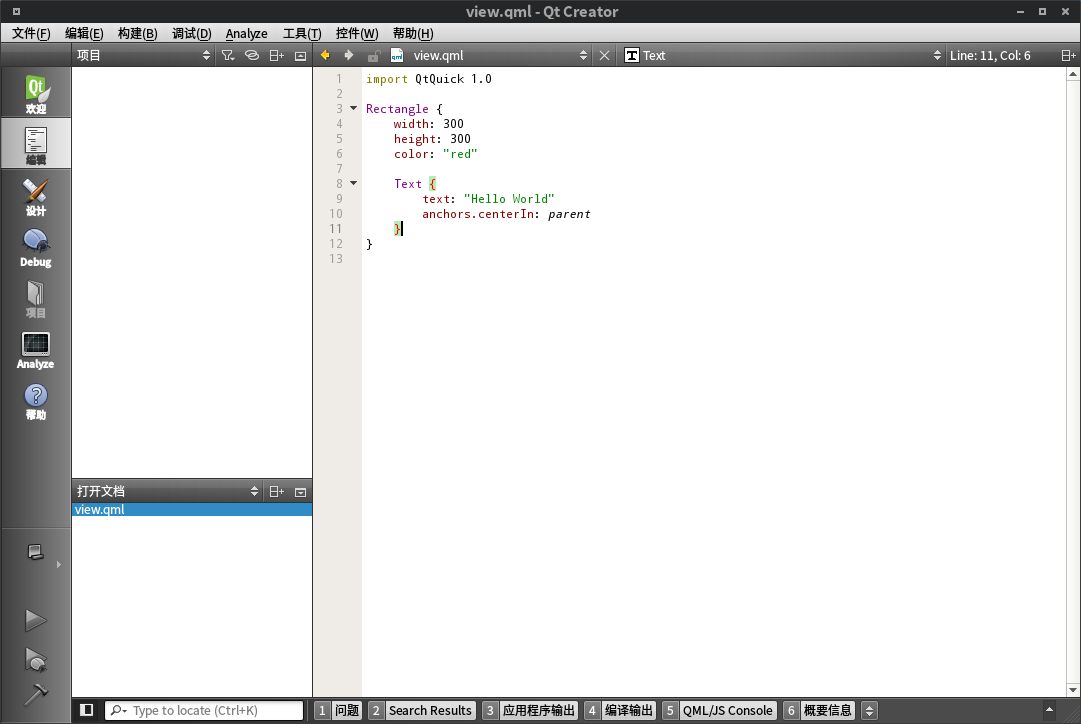 view.qml - Qt Creator
文件(F) 编辑(E) 构建(B) 调试(D) Analyze 工具(T) 控件(W) 帮助(H)
项目 view.qml Text Line: 11, Col: 6
Qt
欢迎
编辑
设计
Debug
项目
Analyze
帮助
1 import QtQuick 1.0
2
3 Rectangle {
4     width: 300
5     height: 300
6     color: "red"
7
8     Text {
9         text: "Hello World"
10         anchors.centerIn: parent
11     }
12 }
13
打开文档
view.qml
Type to locate (Ctrl+K) 1 问题 2 Search Results 3 应用程序输出 4 编译输出 5 QML/JS Console 6 概要信息